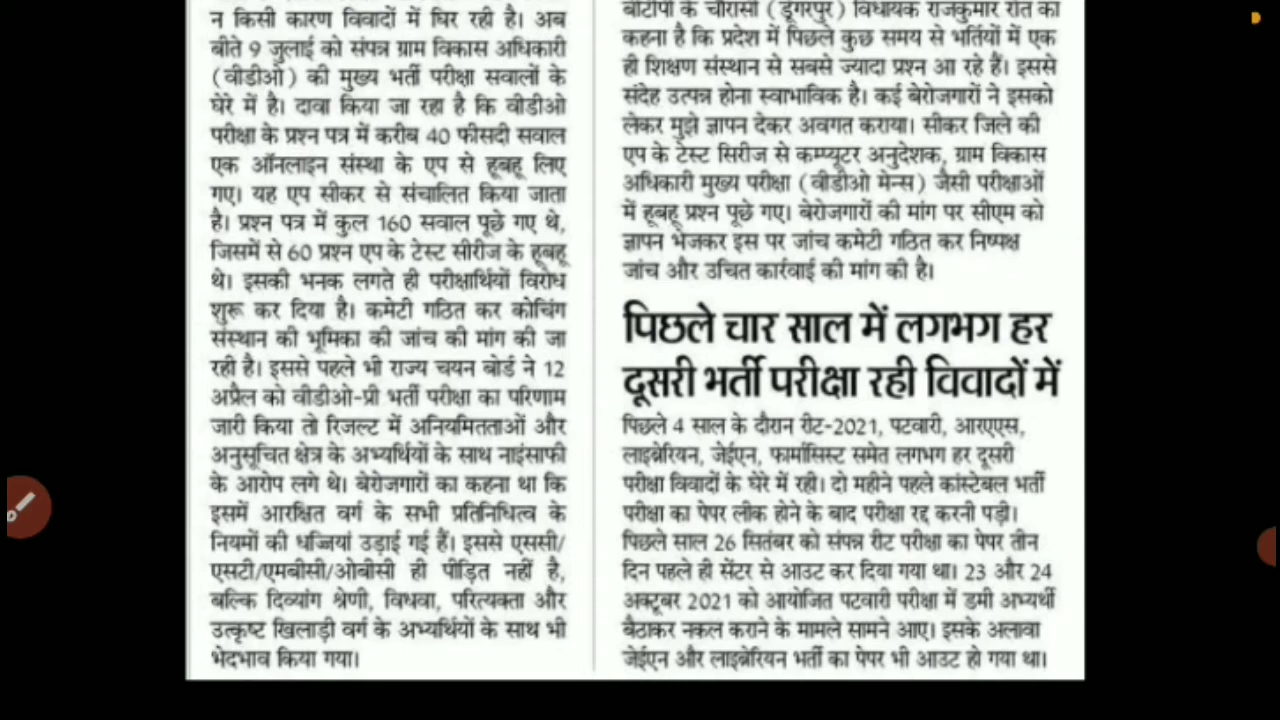 न किसी कारण विवादों में घिर रही है। अब
बीते 9 जुलाई को संपन्न ग्राम विकास अधिकारी
(वीडीओ) की मुख्य भर्ती परीक्षा सवालों के
घेरे में है। दावा किया जा रहा है कि वीडीओ
परीक्षा के प्रश्न पत्र में करीब 40 फीसदी सवाल
एक ऑनलाइन संस्था के एप से हूबहू लिए
गए। यह एप सीकर से संचालित किया जाता
है। प्रश्न पत्र में कुल 160 सवाल पूछे गए थे,
जिसमें से 60 प्रश्न एप के टेस्ट सीरीज के हूबहू
थे। इसकी भनक लगते ही परीक्षार्थियों विरोध
शुरू कर दिया है। कमेटी गठित कर कोचिंग
संस्थान की भूमिका की जांच की मांग की जा
रही है। इससे पहले भी राज्य चयन बोर्ड ने 12
अप्रैल को वीडीओ-प्री भर्ती परीक्षा का परिणाम
जारी किया तो रिजल्ट में अनियमितताओं और
अनुसूचित क्षेत्र के अभ्यर्थियों के साथ नाइंसाफी
के आरोप लगे थे। बेरोजगारों का कहना था कि
इसमें आरक्षित वर्ग के सभी प्रतिनिधित्व के
नियमों की धज्जियां उड़ाई गई हैं। इससे एससी/
एसटी/एमबीसी/ओबीसी ही पीड़ित नहीं है,
बल्कि दिव्यांग श्रेणी, विधवा, परित्यक्ता और
उत्कृष्ट खिलाड़ी वर्ग के अभ्यर्थियों के साथ भी
भेदभाव किया गया।
बीटीपी के चौरासी (डूंगरपुर) विधायक राजकुमार रोत का
कहना है कि प्रदेश में पिछले कुछ समय से भर्तियों में एक
ही शिक्षण संस्थान से सबसे ज्यादा प्रश्न आ रहे हैं। इससे
संदेह उत्पन्न होना स्वाभाविक है। कई बेरोजगारों ने इसको
लेकर मुझे ज्ञापन देकर अवगत कराया। सीकर जिले की
एप के टेस्ट सिरीज से कम्प्यूटर अनुदेशक, ग्राम विकास
अधिकारी मुख्य परीक्षा (वीडीओ मेन्स) जैसी परीक्षाओं
में हूबहू प्रश्न पूछे गए। बेरोजगारों की मांग पर सीएम को
ज्ञापन भेजकर इस पर जांच कमेटी गठित कर निष्पक्ष
जांच और उचित कार्रवाई की मांग की है।
पिछले चार साल में लगभग हर
दूसरी भर्ती परीक्षा रही विवादों में
पिछले 4 साल के दौरान रीट-2021, पटवारी, आरएएस,
लाइब्रेरियन, जेईएन, फार्मासिस्ट समेत लगभग हर दूसरी
परीक्षा विवादों के घेरे में रही। दो महीने पहले कांस्टेबल भर्ती
परीक्षा का पेपर लीक होने के बाद परीक्षा रद्द करनी पड़ी।
पिछले साल 26 सितंबर को संपन्न रीट परीक्षा का पेपर तीन
दिन पहले ही सेंटर से आउट कर दिया गया था। 23 और 24
अक्टूबर 2021 को आयोजित पटवारी परीक्षा में डमी अभ्यर्थी
बैठाकर नकल कराने के मामले सामने आए। इसके अलावा
जेईएन और लाइब्रेरियन भर्ती का पेपर भी आउट हो गया था।